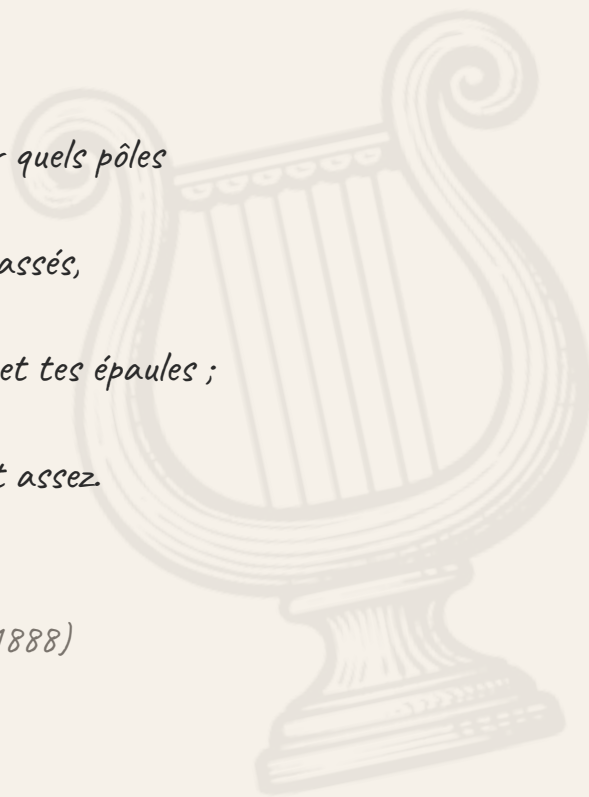 quels pôles
assés,
et tes épaules ;
assez.
1888)